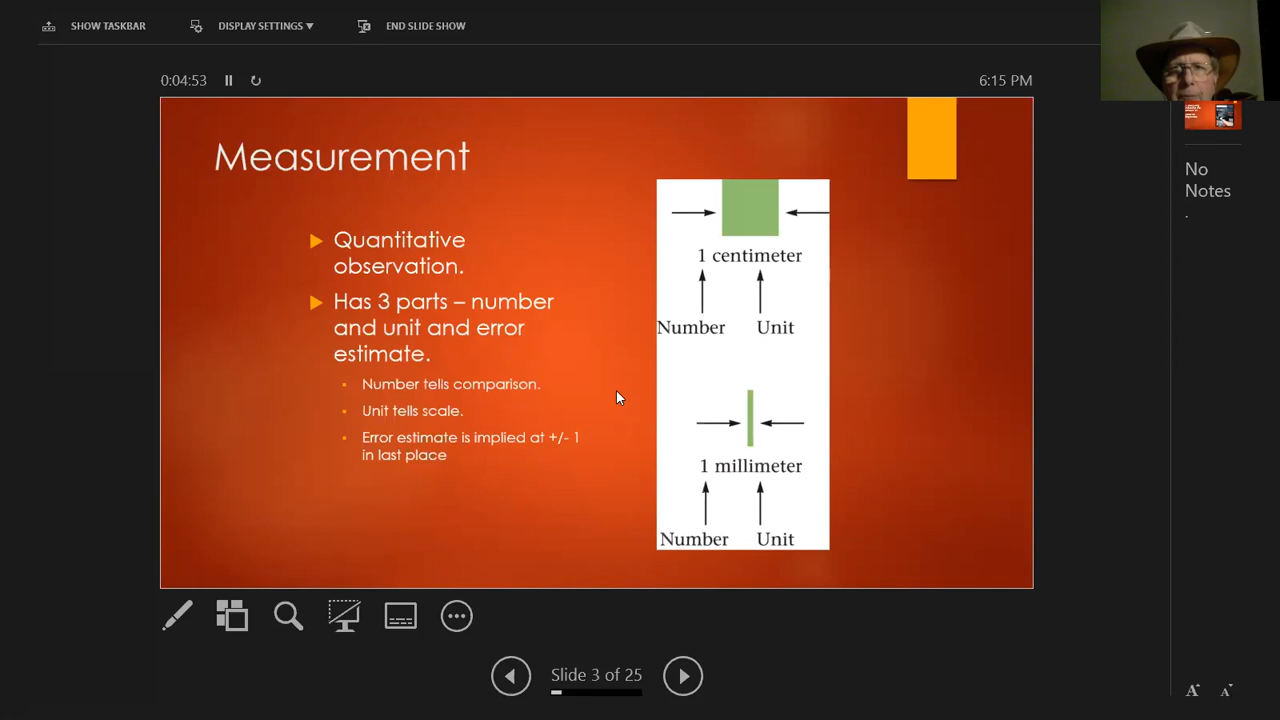 SHOW TASKBAR
DISPLAY SETTINGS ▼
END SLIDE SHOW
0:04:53
6:15 PM
Measurement
Quantitative
observation.
Has 3 parts – number
and unit and error
estimate.
Number tells comparison.
Unit tells scale.
Error estimate is implied at +/- 1
in last place
1 centimeter
Number Unit
1 millimeter
Number Unit
No
Notes
.
Slide 3 of 25
A A